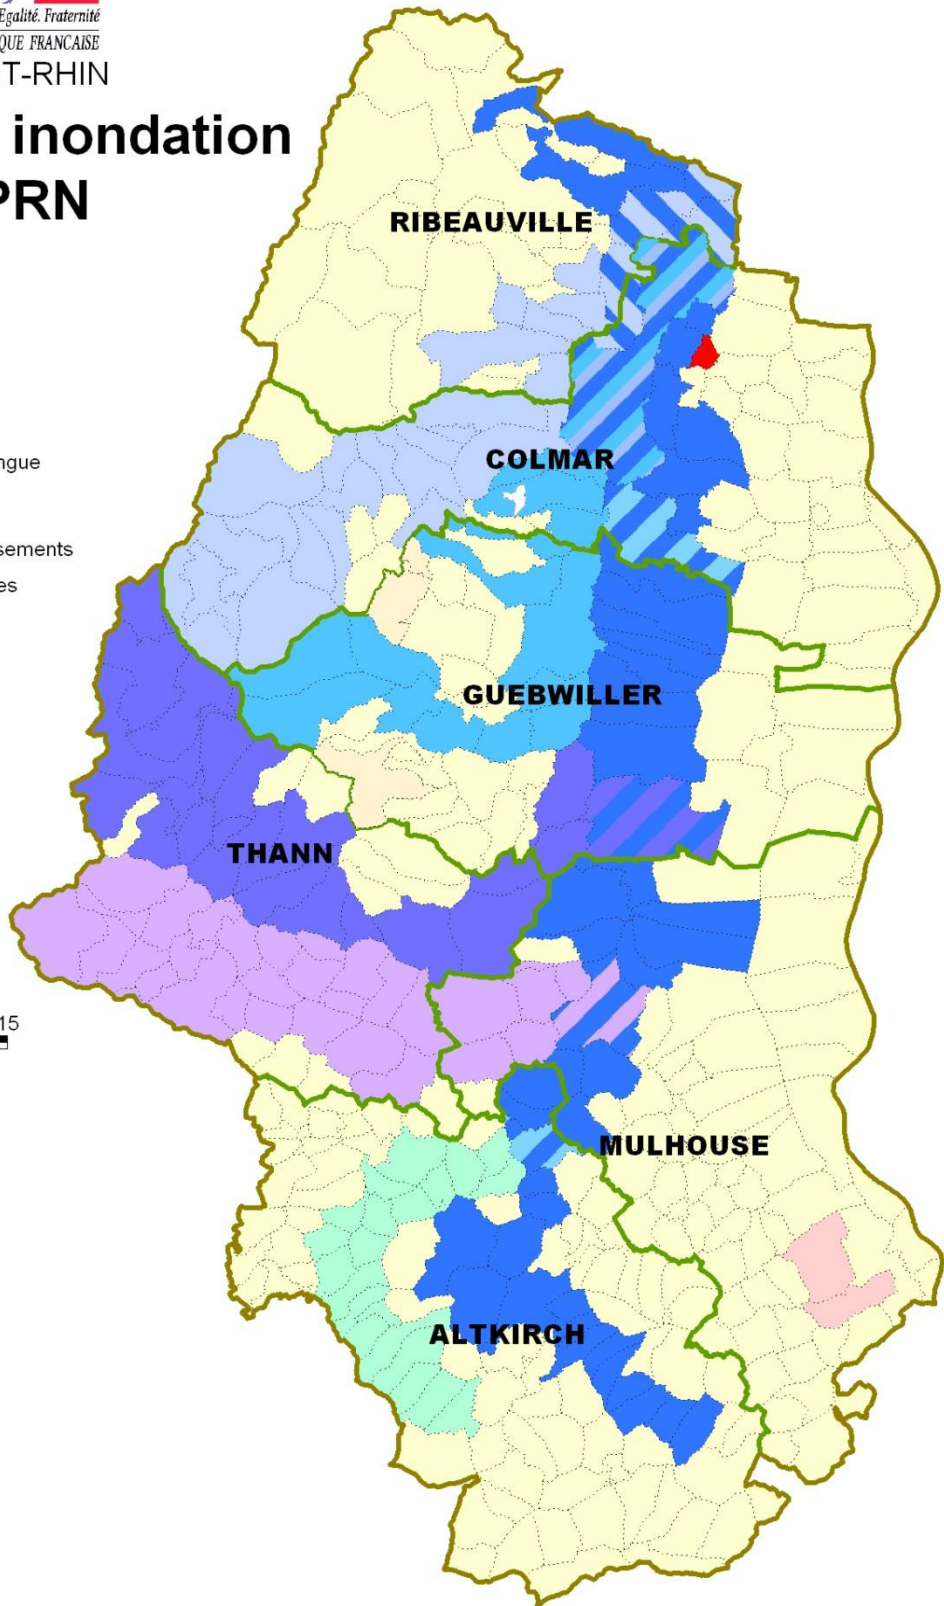 Egalité. Fraternité
QUE FRANCAISE
T-RHIN
inondation
PRN
RIBEAUVILLE
ngue
COLMAR
sements
es
GUEBWILLER
THANN
15
MULHOUSE
ALTKIRCH